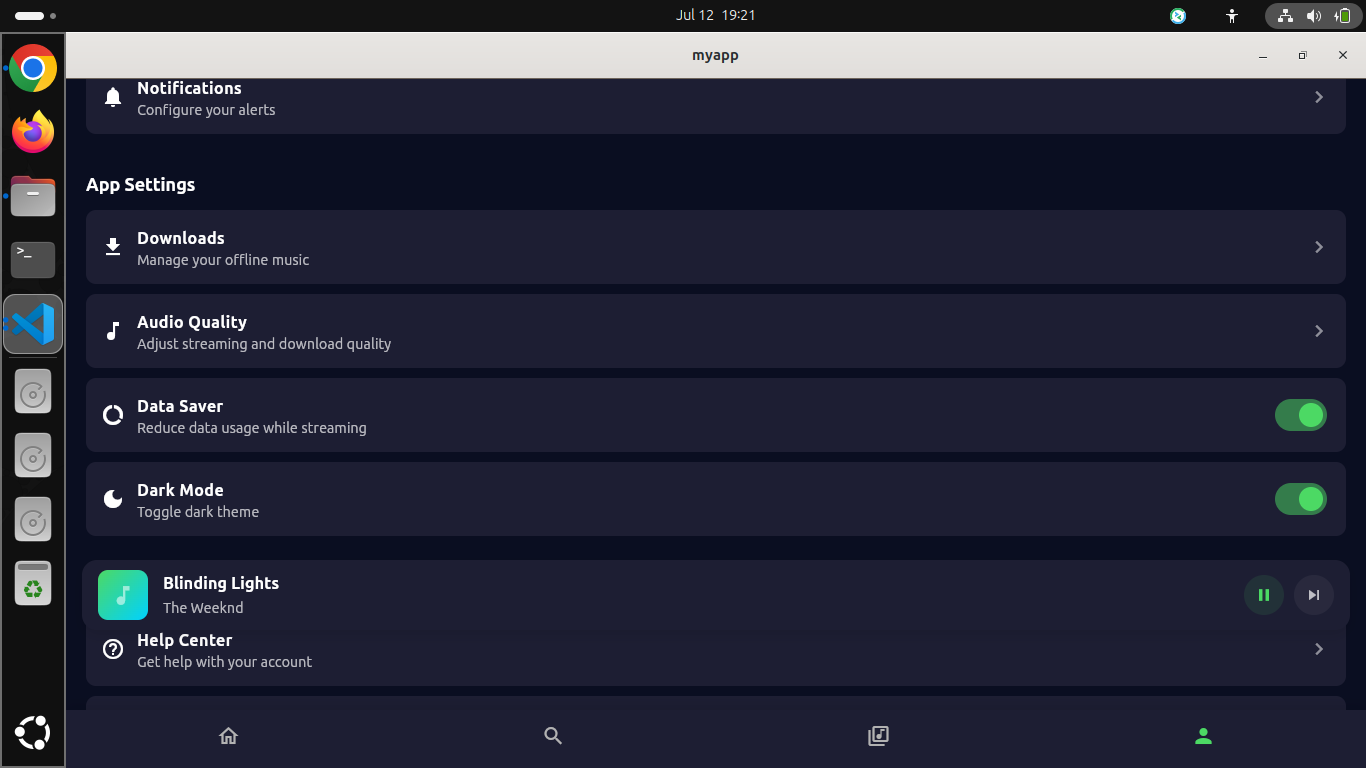 Jul 12 19:21
myapp
Notifications
Configure your alerts
App Settings
Downloads
Manage your offline music
Audio Quality
Adjust streaming and download quality
Data Saver
Reduce data usage while streaming
Dark Mode
Toggle dark theme
Blinding Lights
The Weeknd
Help Center
Get help with your account